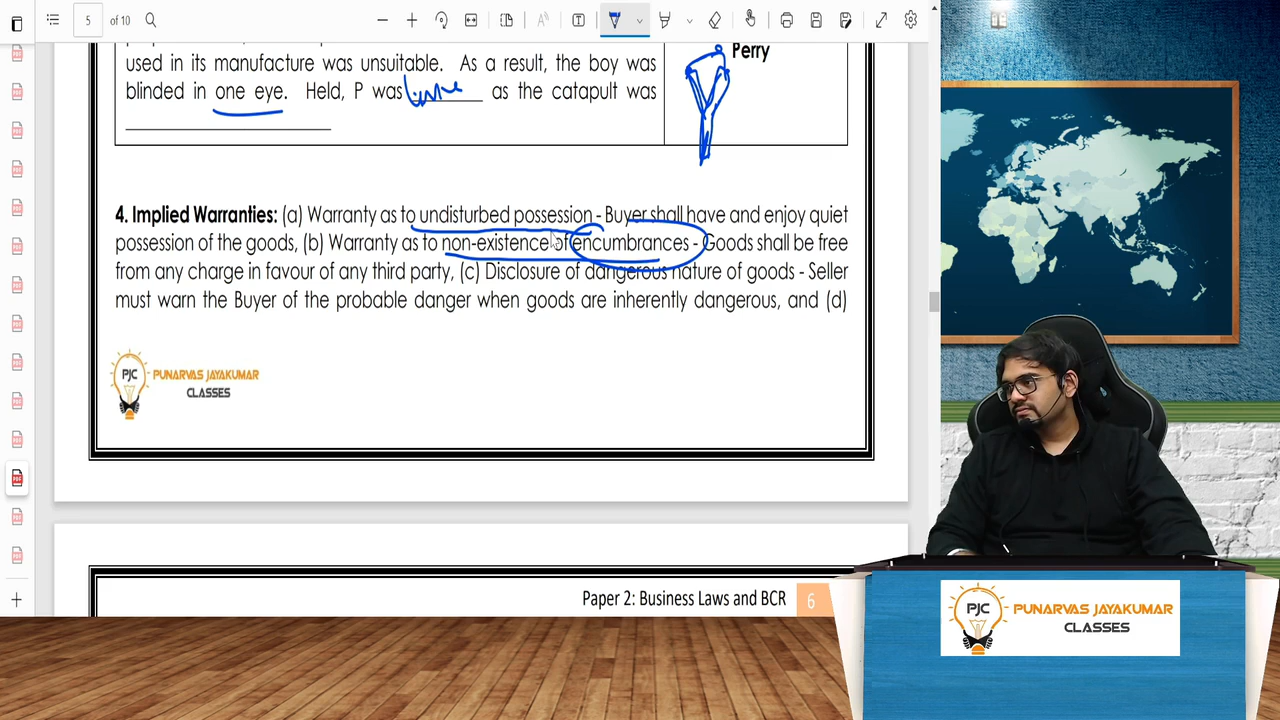 5 of 10
Perry
used in its manufacture was unsuitable. As a result, the boy was
blinded in one eye. Held, P was liable as the catapult was
4. Implied Warranties: (a) Warranty as to undisturbed possession - Buyer shall have and enjoy quiet
possession of the goods, (b) Warranty as to non-existence of encumbrances - Goods shall be free
from any charge in favour of any third party, (c) Disclosure of dangerous nature of goods - Seller
must warn the Buyer of the probable danger when goods are inherently dangerous, and (d)
PJC PUNARVAS JAYAKUMAR
CLASSES
Paper 2: Business Laws and BCR 6
PJC PUNARVAS JAYAKUMAR
CLASSES